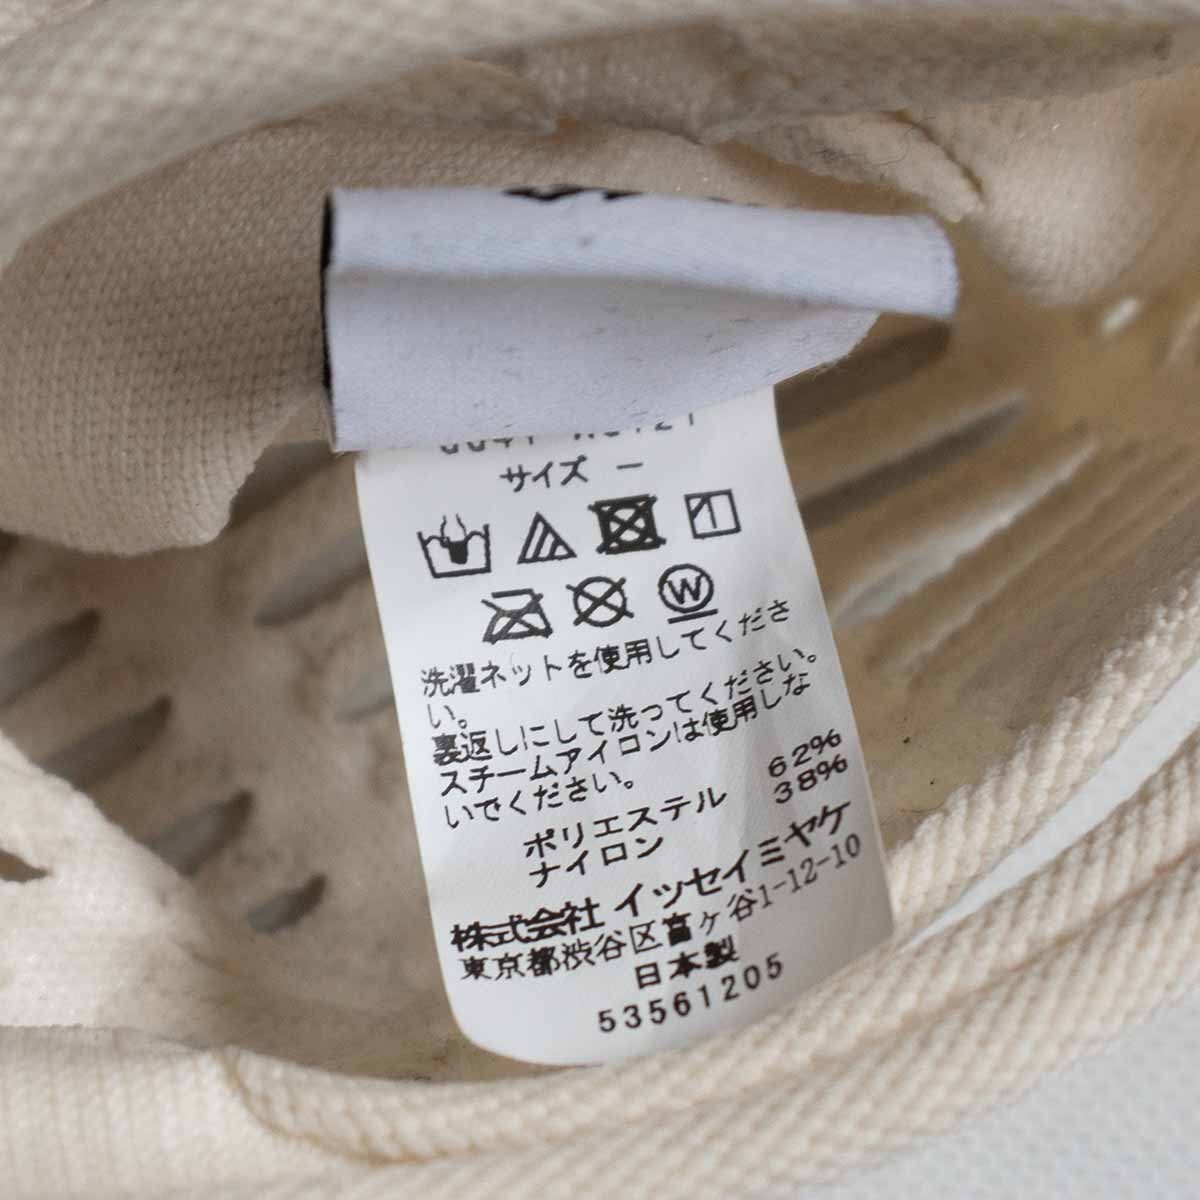 サイズ ー
W
洗濯ネットを使用してくださ
い。
裏返しにして洗ってください。
スチームアイロンは使用しな
いでください。
ポリエステル 62%
ナイロン 38%
株式会社 イッセイミヤケ
東京都渋谷区富ヶ谷1-12-10
日本製
53561205